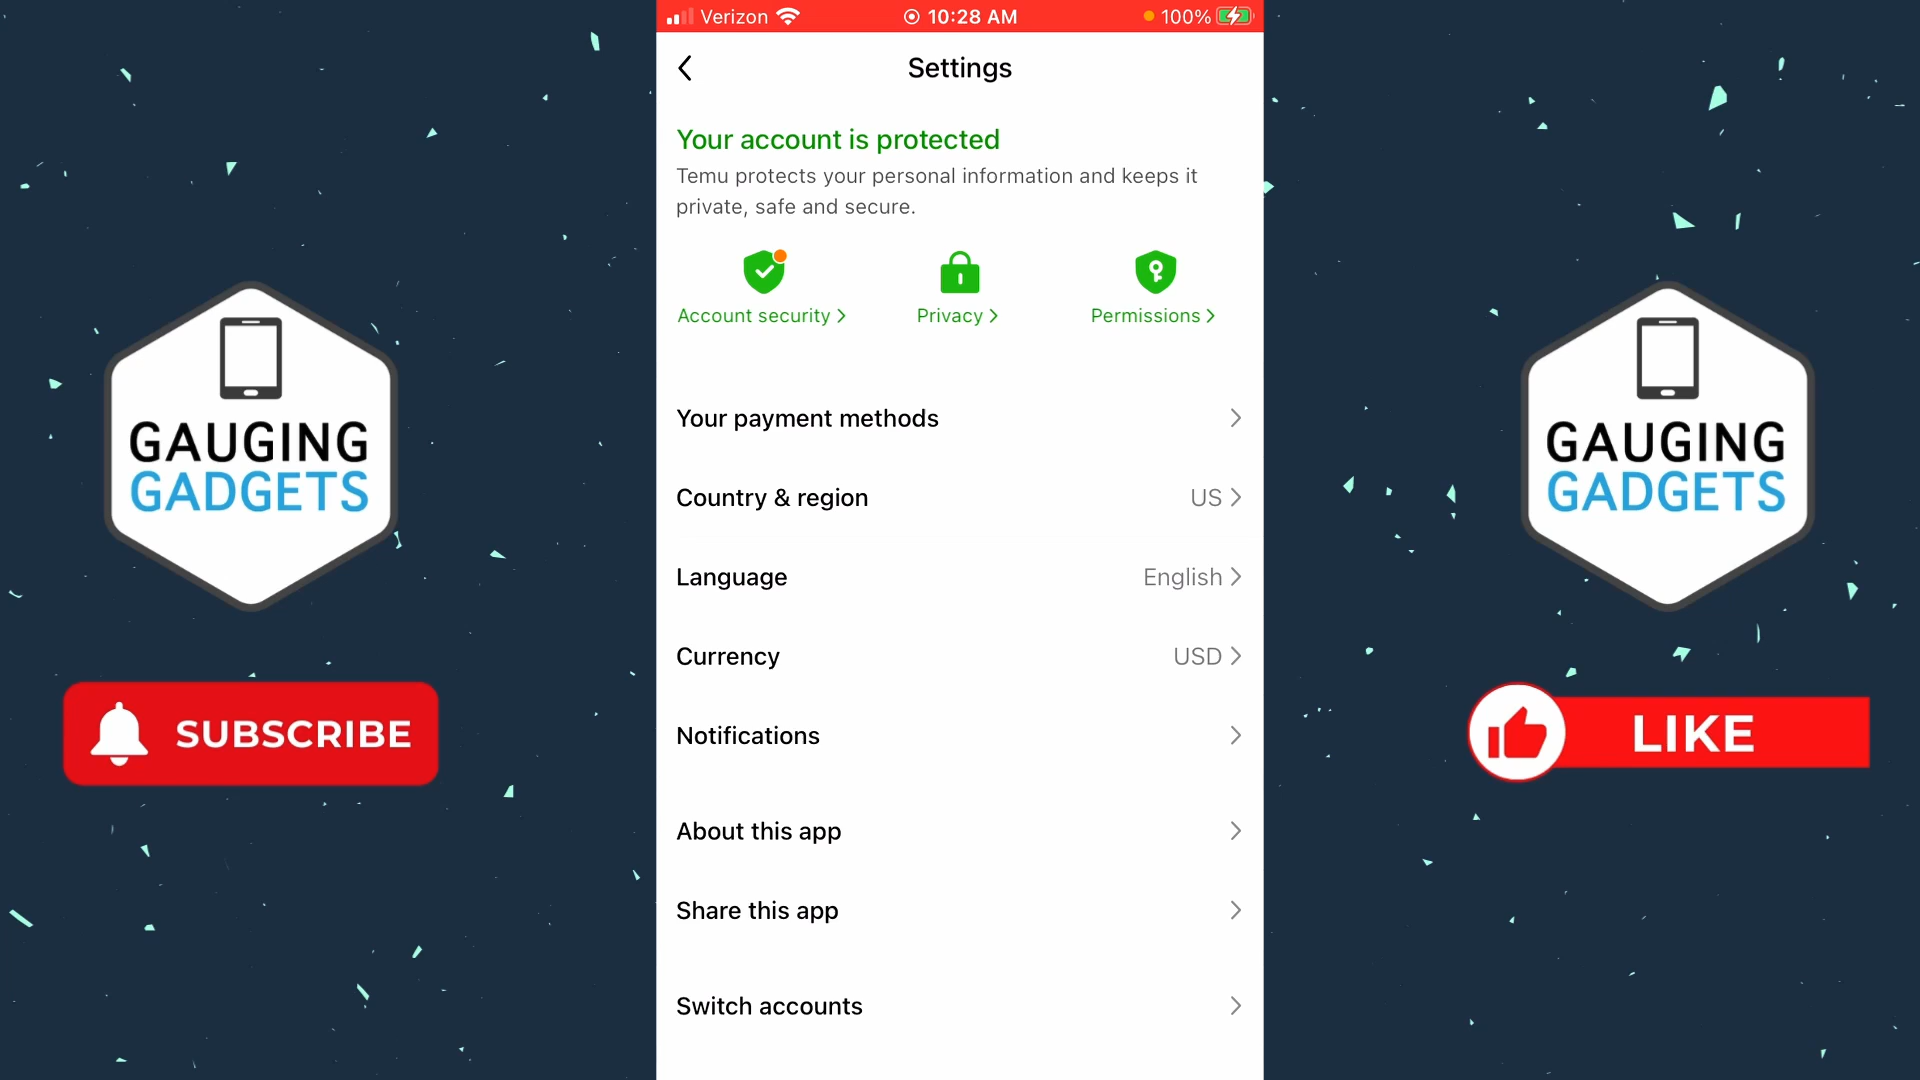 Verizon 10:28 AM 100%
Settings
Your account is protected
Temu protects your personal information and keeps it
private, safe and secure.
Account security Privacy Permissions
Your payment methods
Country & region US
Language English
Currency USD
Notifications
About this app
Share this app
Switch accounts
GAUGING
GADGETS
SUBSCRIBE
GAUGING
GADGETS
LIKE